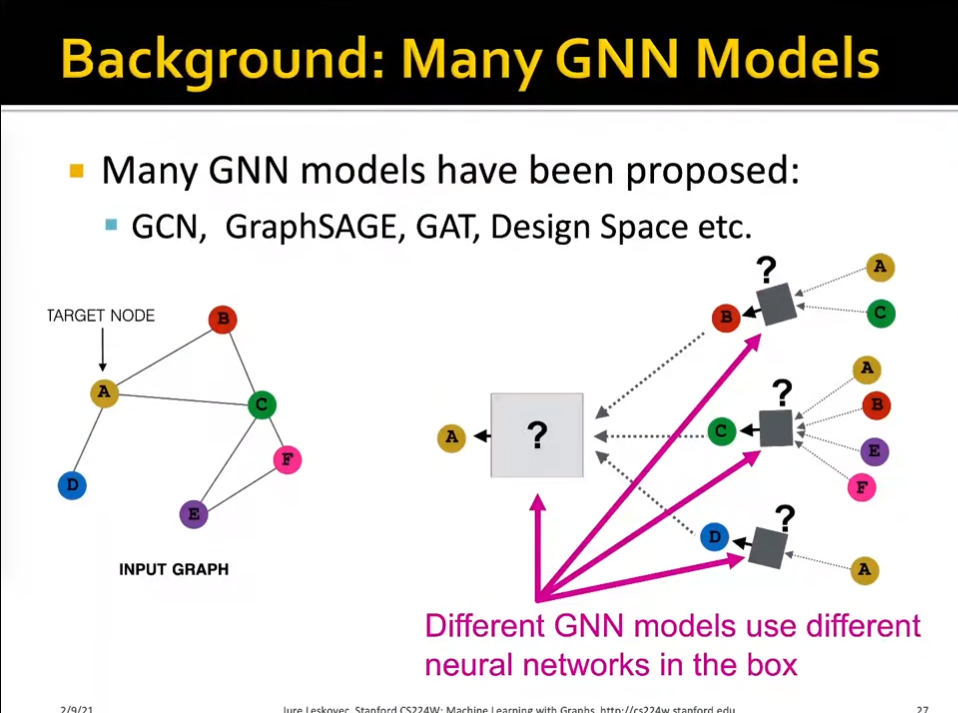 Background: Many GNN Models
Many GNN models have been proposed:
GCN, GraphSAGE, GAT, Design Space etc.
TARGET NODE
B
A
C
F
D
E
INPUT GRAPH
A
?
B
?
A
C
C
?
A
B
E
F
D
?
A
Different GNN models use different
neural networks in the box
2/9/21
Jure Leskovec, Stanford CS224W: Machine Learning with Graphs, http://cs224w.stanford.edu
27